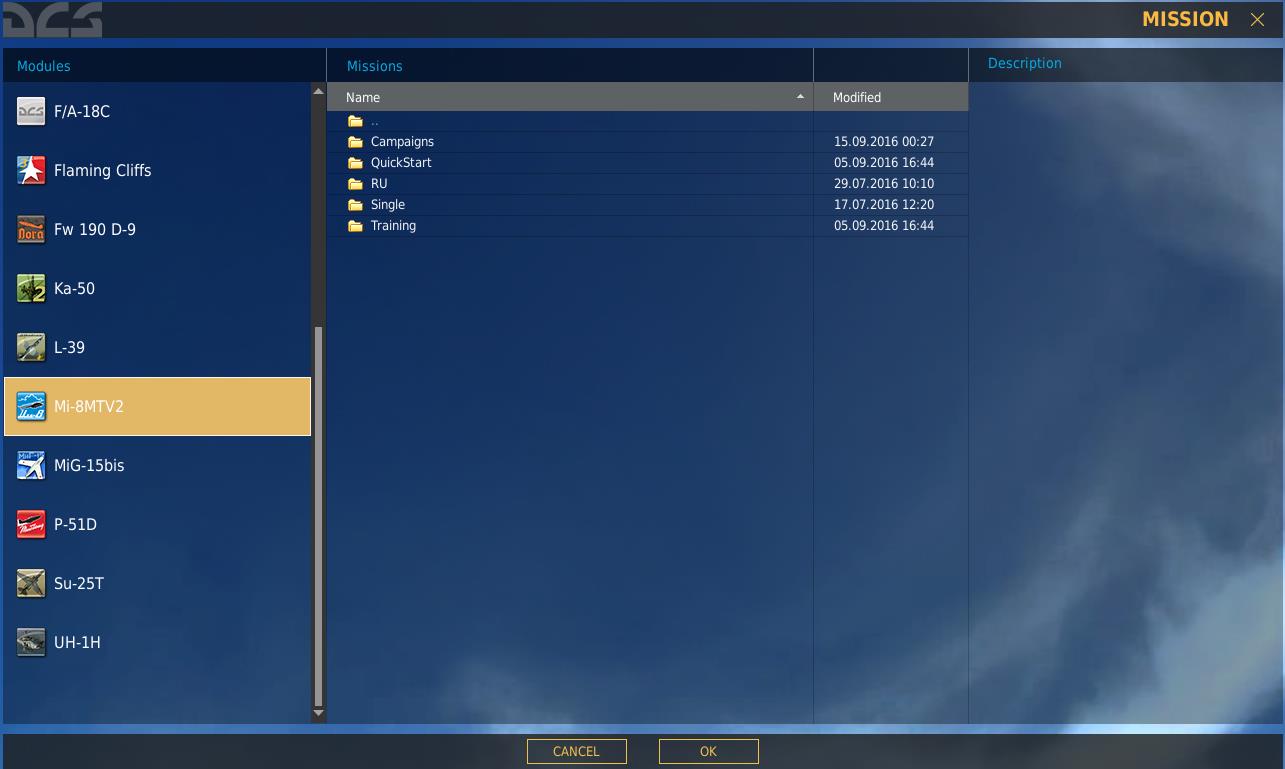 DCS
MISSION
Modules
Missions
Description
F/A-18C
Flaming Cliffs
Fw 190 D-9
Ka-50
L-39
Mi-8MTV2
MiG-15bis
P-51D
Su-25T
UH-1H
Name Modified
..
Campaigns 15.09.2016 00:27
QuickStart 05.09.2016 16:44
RU 29.07.2016 10:10
Single 17.07.2016 12:20
Training 05.09.2016 16:44
CANCEL OK